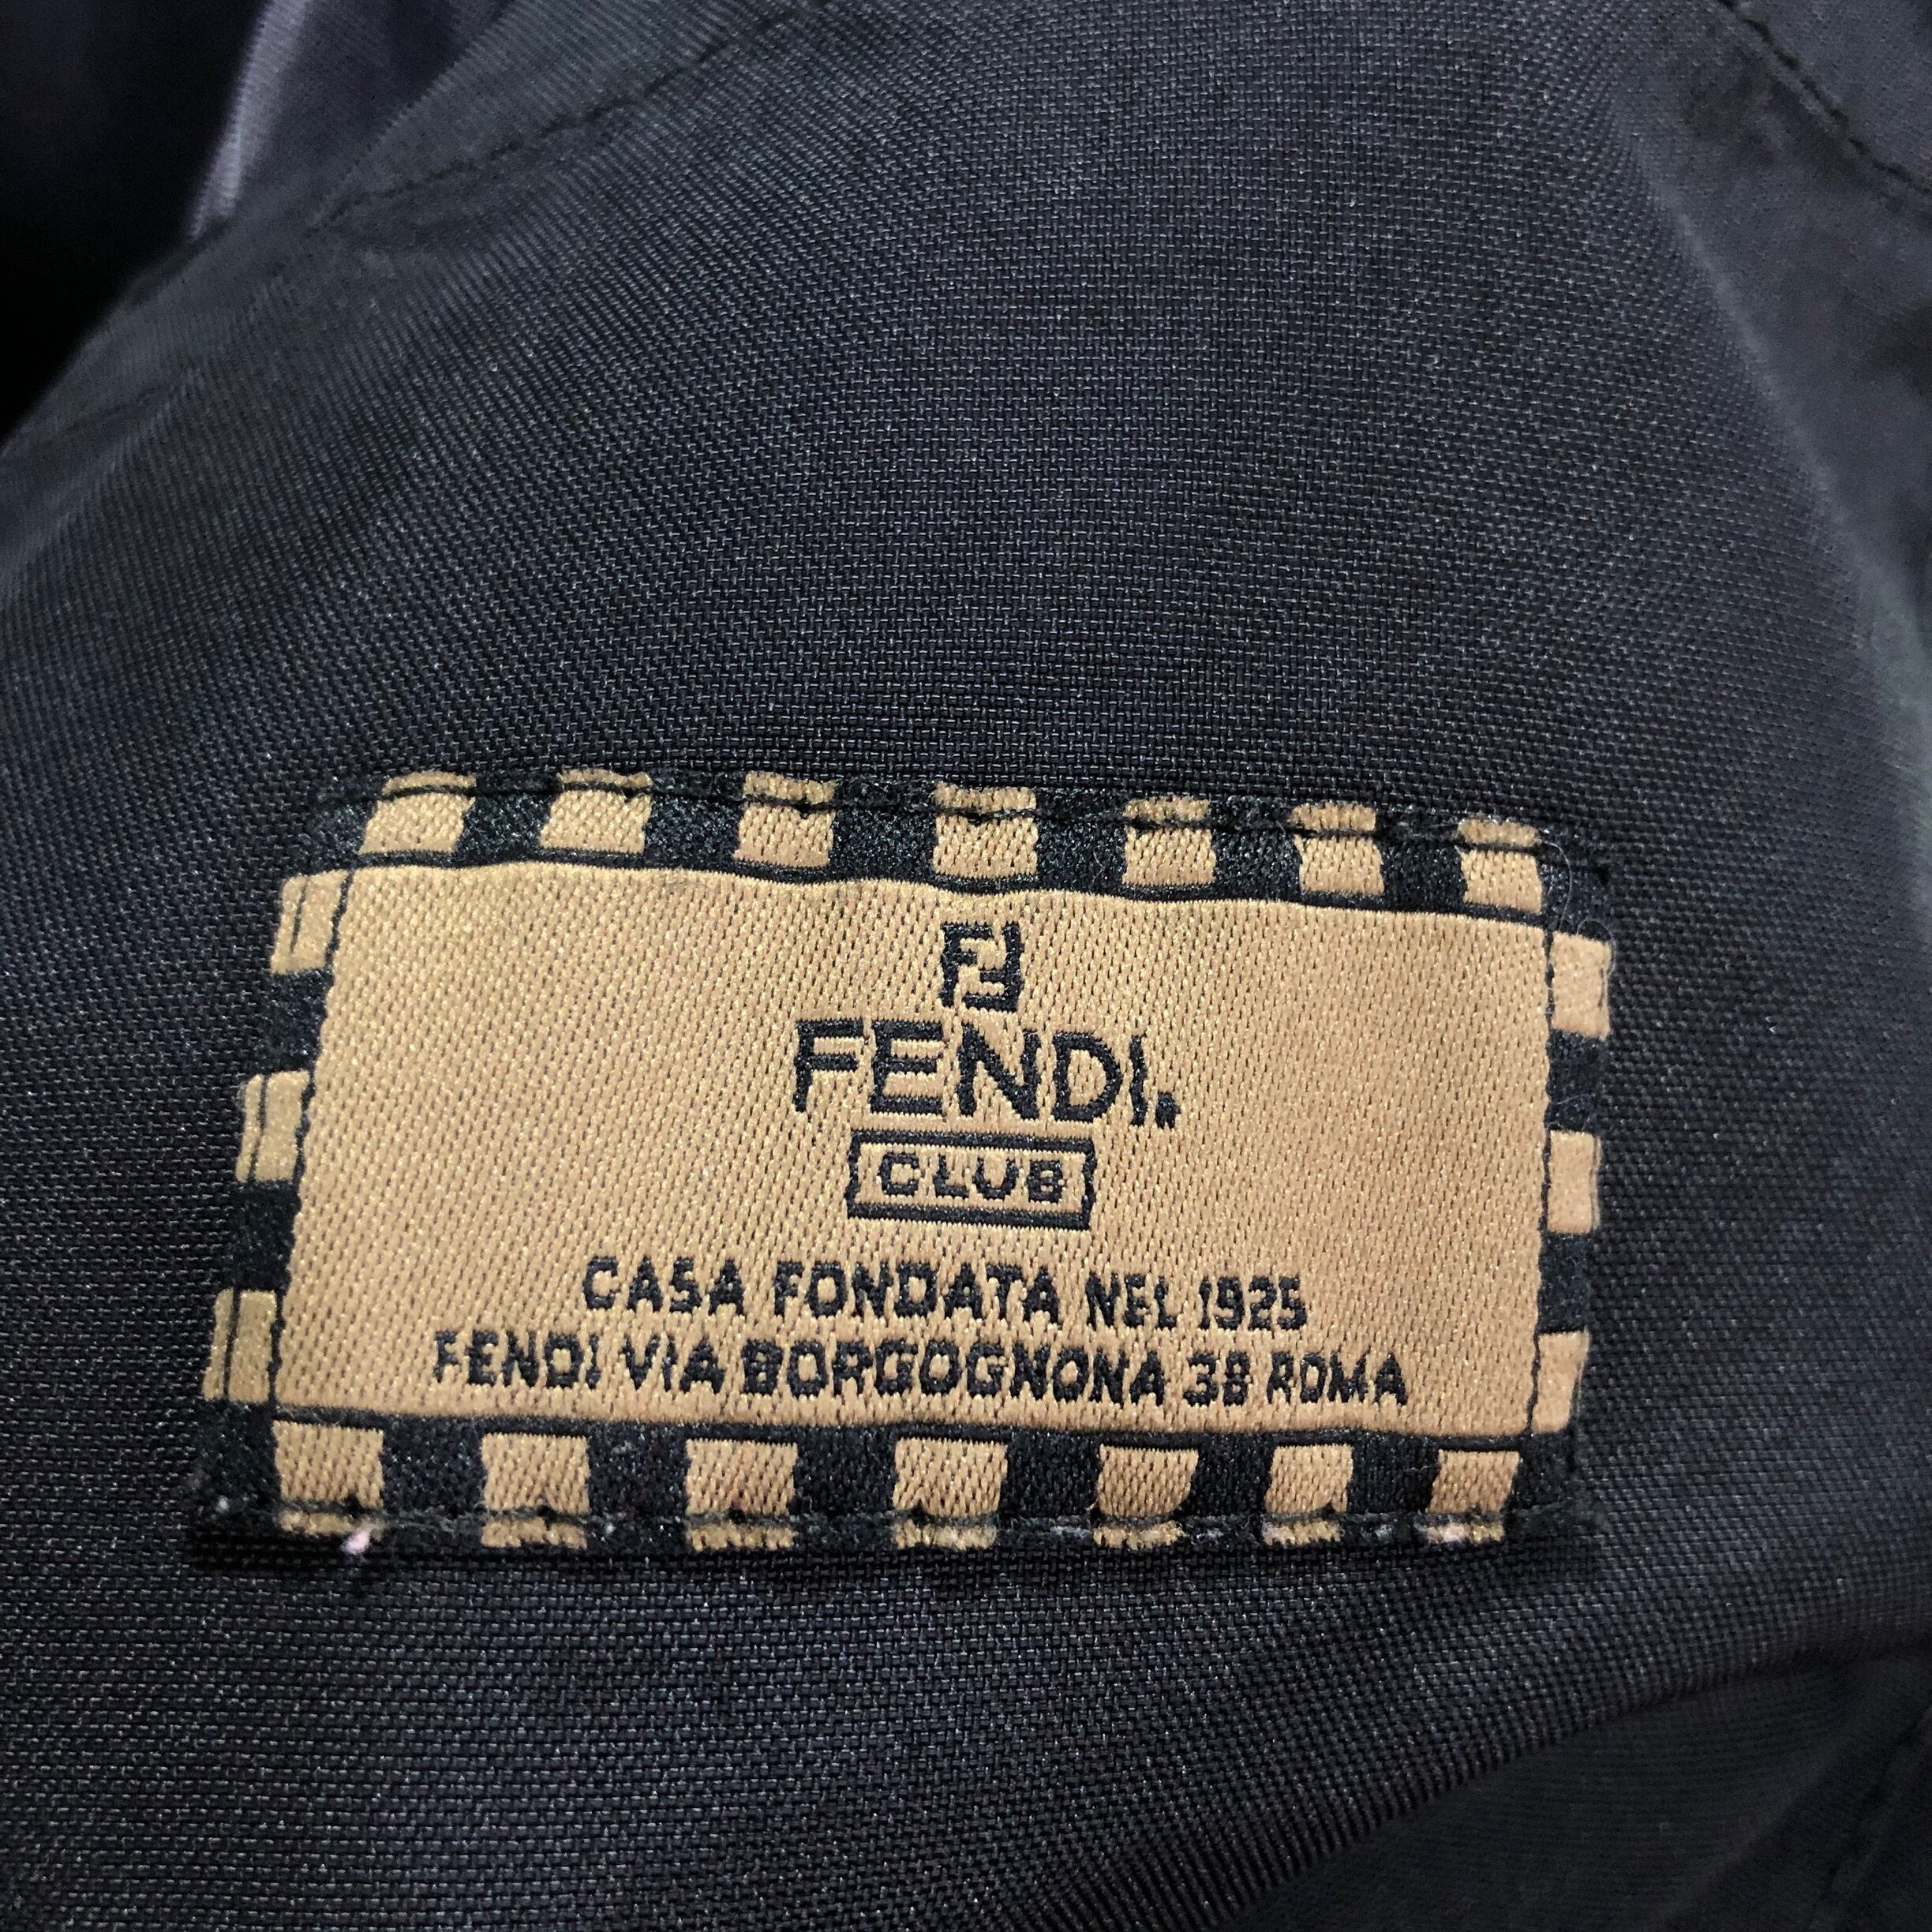 FF
FENDI.
CLUB
CASA FONDATA NEL 1925
FENDI VIA BORGOGNONA 38 ROMA